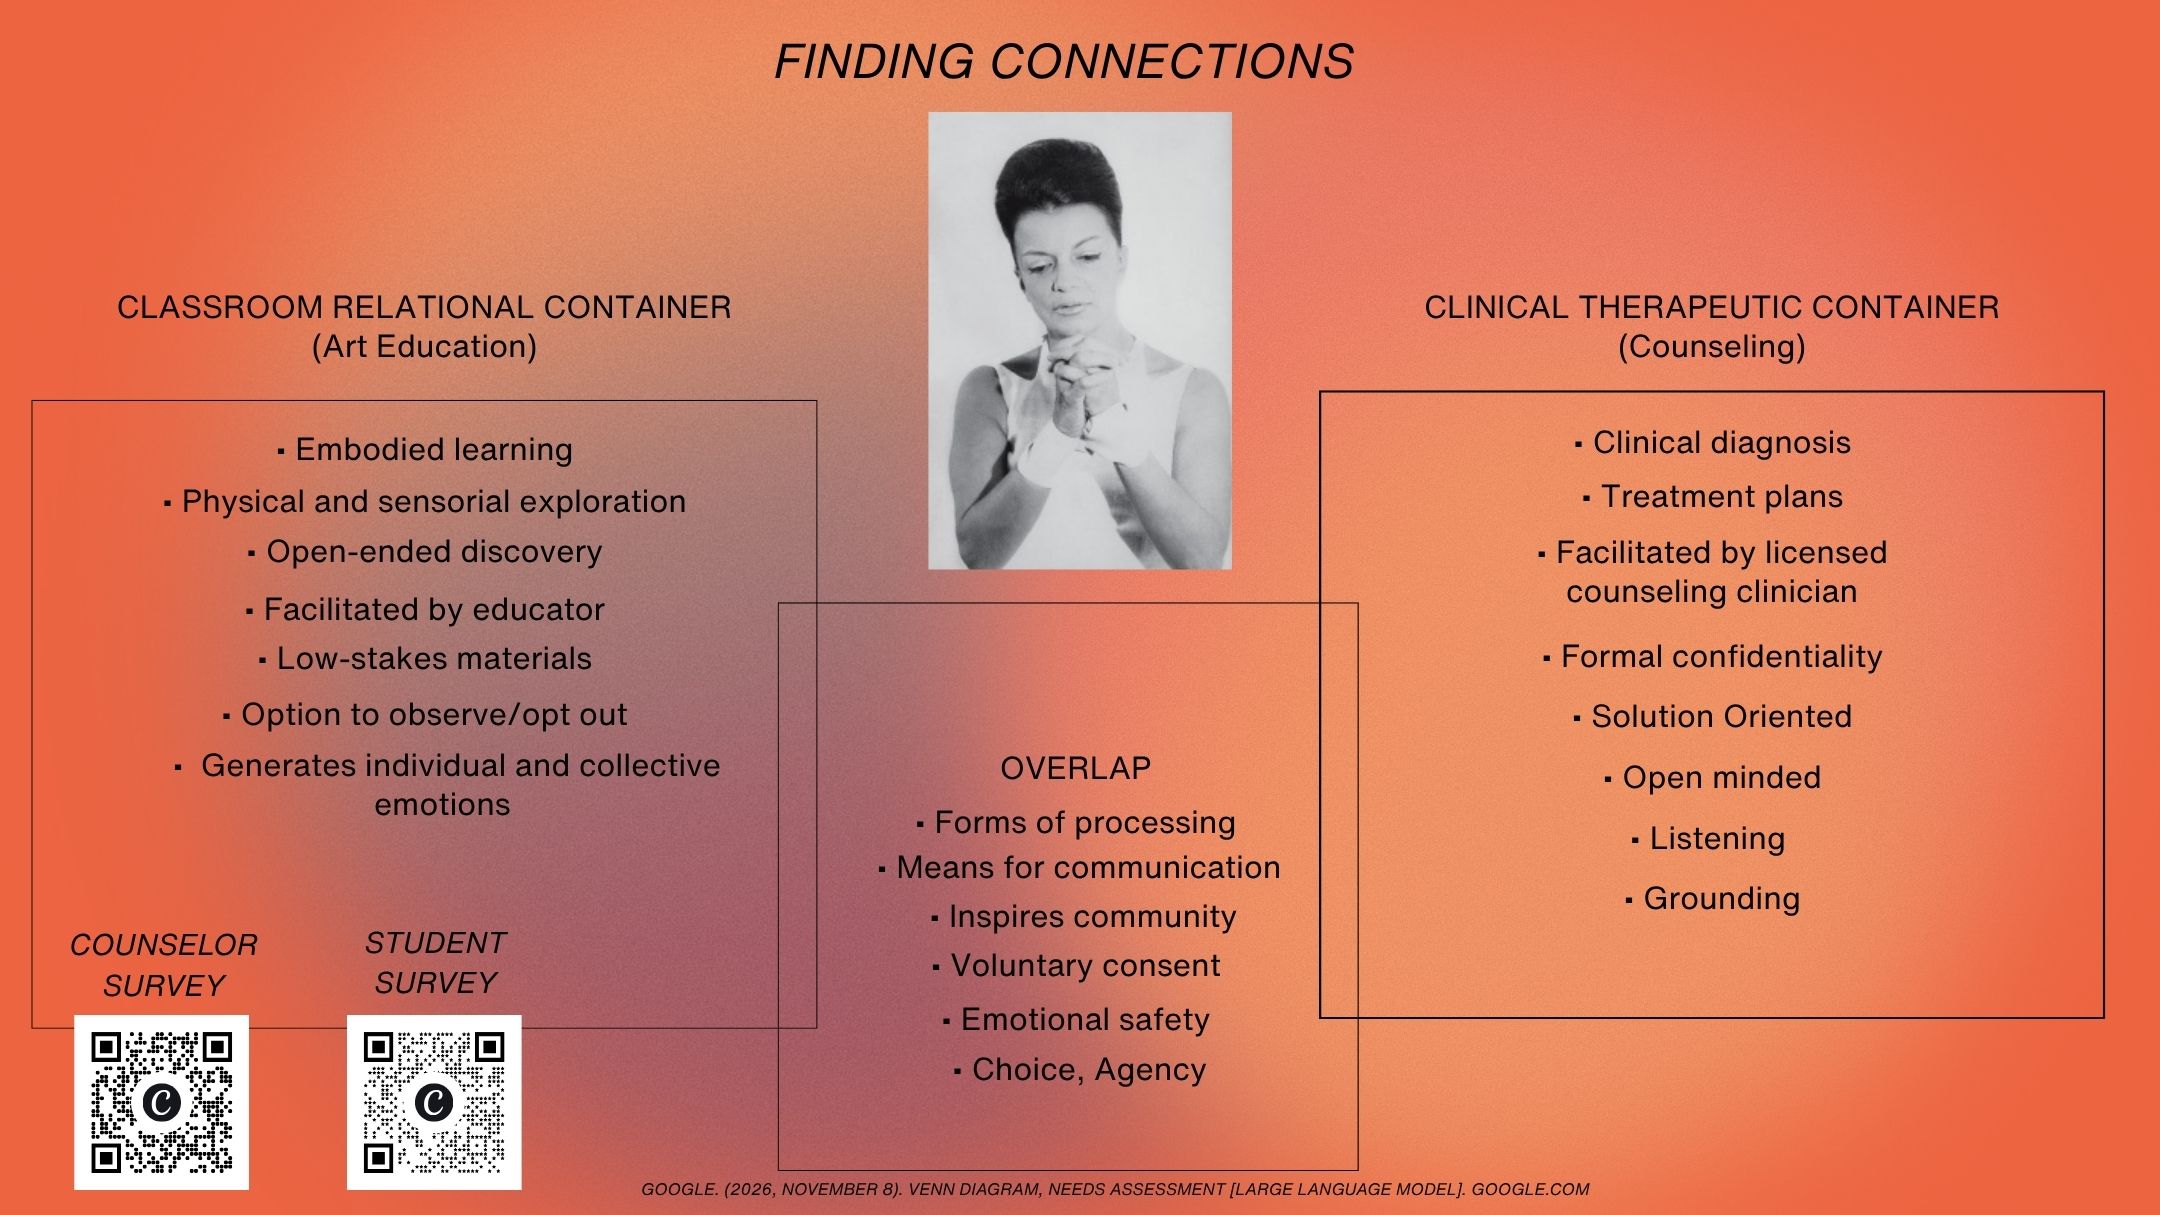 FINDING CONNECTIONS
CLASSROOM RELATIONAL CONTAINER
(Art Education)
▪ Embodied learning
▪ Physical and sensorial exploration
▪ Open-ended discovery
▪ Facilitated by educator
▪ Low-stakes materials
▪ Option to observe/opt out
▪ Generates individual and collective
emotions
COUNSELOR
SURVEY
STUDENT
SURVEY
C
C
OVERLAP
▪ Forms of processing
▪ Means for communication
▪ Inspires community
▪ Voluntary consent
▪ Emotional safety
▪ Choice, Agency
CLINICAL THERAPEUTIC CONTAINER
(Counseling)
▪ Clinical diagnosis
▪ Treatment plans
▪ Facilitated by licensed
counseling clinician
▪ Formal confidentiality
▪ Solution Oriented
▪ Open minded
▪ Listening
▪ Grounding
GOOGLE. (2026, NOVEMBER 8). VENN DIAGRAM, NEEDS ASSESSMENT [LARGE LANGUAGE MODEL]. GOOGLE.COM